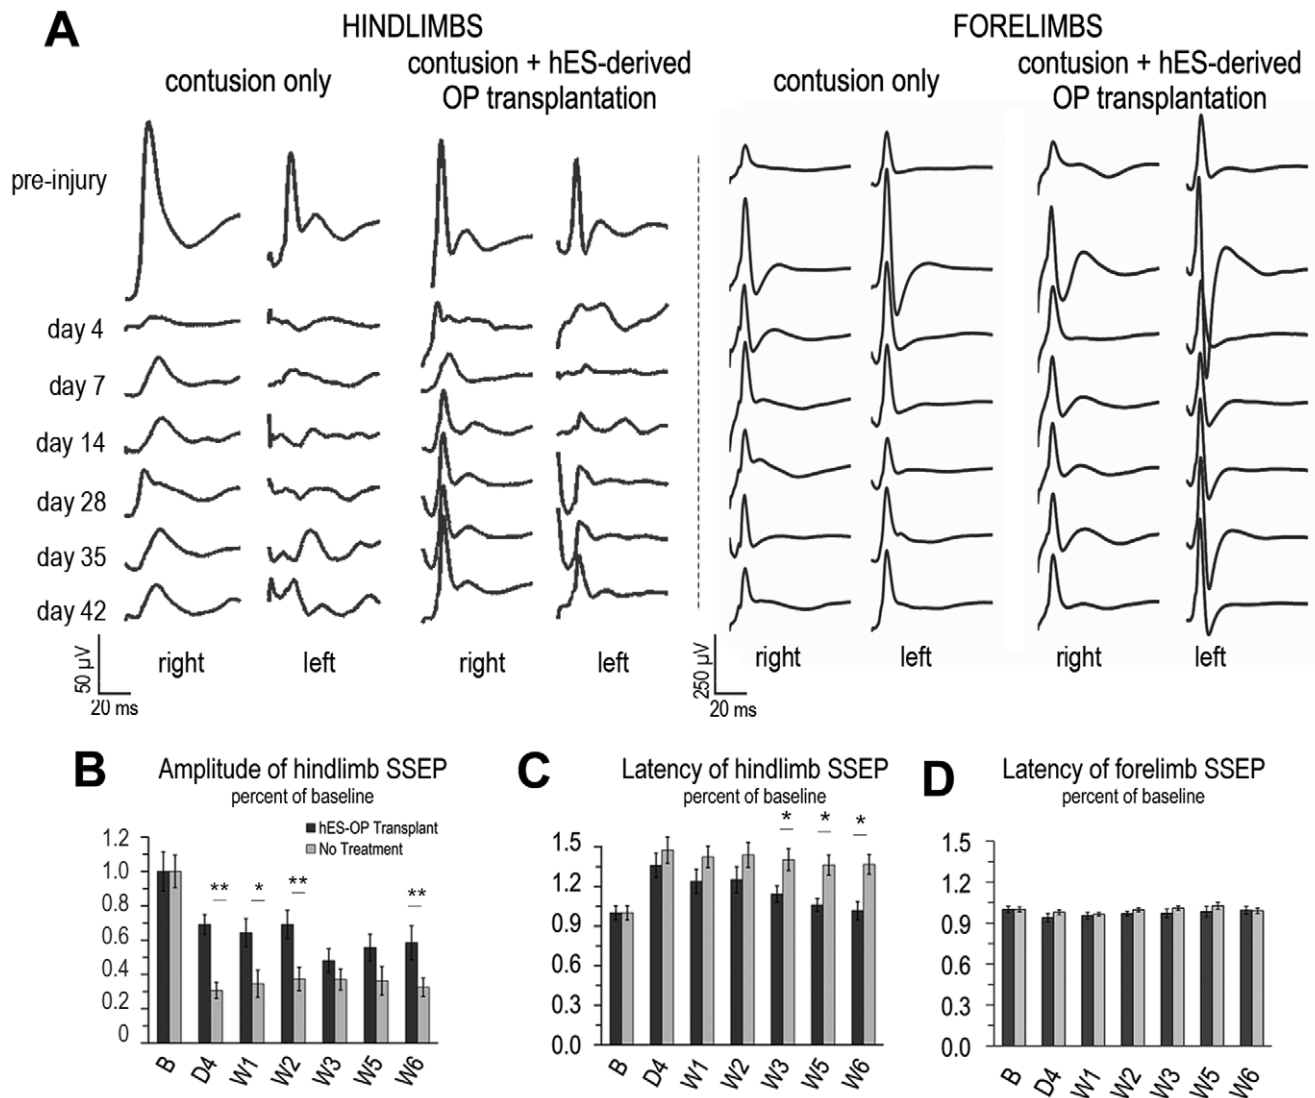 A
HINDLIMBS
FORELIMBS
contusion only
contusion + hES-derived
OP transplantation
contusion only
contusion + hES-derived
OP transplantation
pre-injury
day 4
day 7
day 14
day 28
day 35
day 42
50 µV
20 ms
right
left
right
left
250 µV
20 ms
right
left
right
left
B
Amplitude of hindlimb SSEP
percent of baseline
hES-OP Transplant
No Treatment
1.2
1.0
0.8
0.6
0.4
0.2
0
**
*
**
**
B
D4
W1
W2
W3
W5
W6
C
Latency of hindlimb SSEP
percent of baseline
1.5
1.2
0.9
0.6
0.3
0.0
*
*
*
B
D4
W1
W2
W3
W5
W6
D
Latency of forelimb SSEP
percent of baseline
1.5
1.2
0.9
0.6
0.3
0.0
B
D4
W1
W2
W3
W5
W6